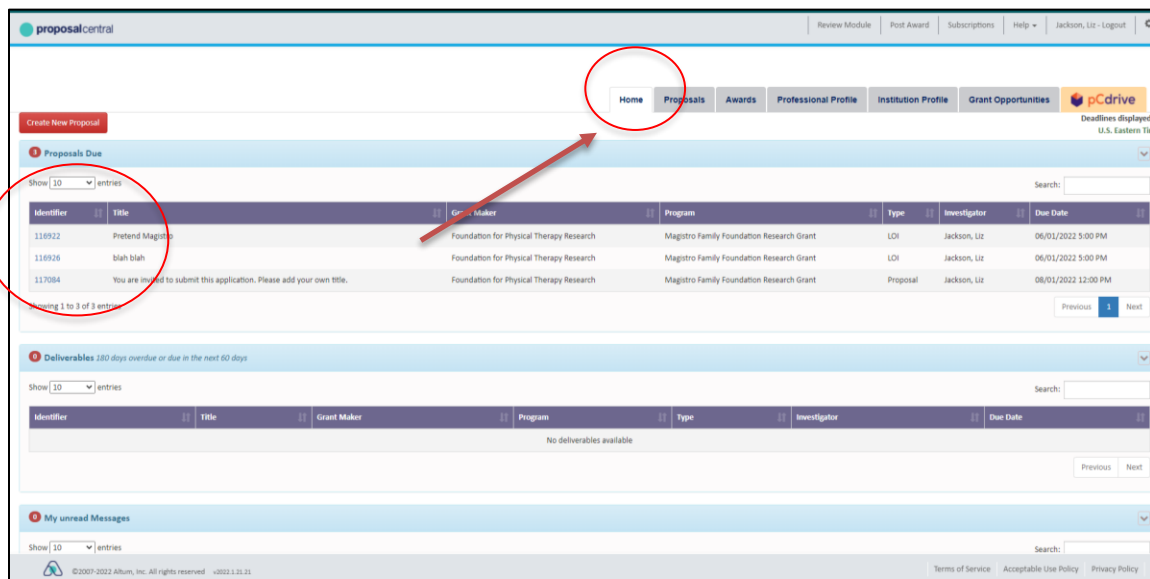 proposalcentral Review Module Post Award Subscriptions Help Jackson, Liz - Logout
Home Proposals Awards Professional Profile Institution Profile Grant Opportunities pCdrive
Create New Proposal Deadlines displayed
U.S. Eastern Ti
3 Proposals Due
Show 10 entries Search:
Identifier Title Grant Maker Program Type Investigator Due Date
116922 Pretend Magistro Foundation for Physical Therapy Research Magistro Family Foundation Research Grant LOI Jackson, Liz 06/01/2022 5:00 PM
116926 blah blah Foundation for Physical Therapy Research Magistro Family Foundation Research Grant LOI Jackson, Liz 06/01/2022 5:00 PM
117084 You are invited to submit this application. Please add your own title. Foundation for Physical Therapy Research Magistro Family Foundation Research Grant Proposal Jackson, Liz 08/01/2022 12:00 PM
Showing 1 to 3 of 3 entries Previous 1 Next
0 Deliverables 180 days overdue or due in the next 60 days
Show 10 entries Search:
Identifier Title Grant Maker Program Type Investigator Due Date
No deliverables available
Previous Next
0 My unread Messages
Show 10 entries Search:
©2007-2022 Altum, Inc. All rights reserved v2022.1.21.21 Terms of Service Acceptable Use Policy Privacy Policy